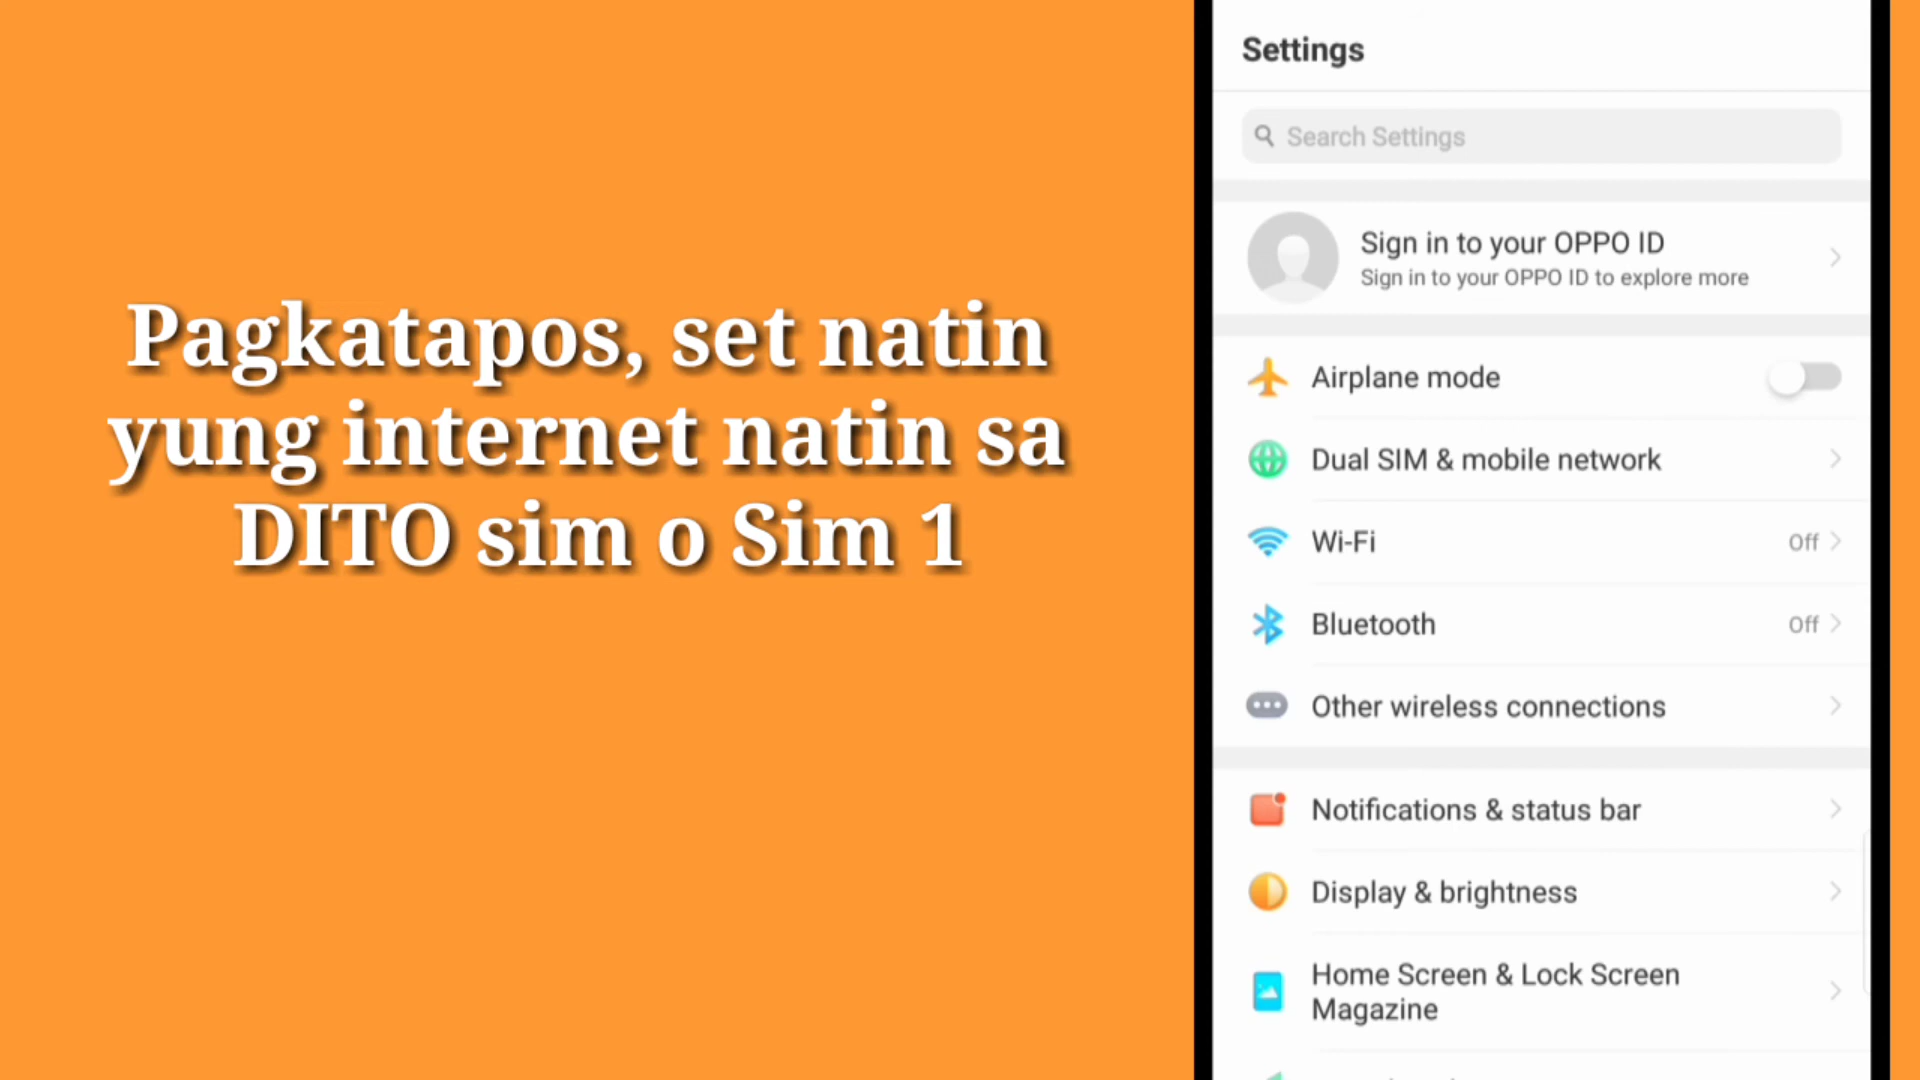 Pagkatapos, set natin
yung internet natin sa
DITO sim o Sim 1
Settings
Search Settings
Sign in to your OPPO ID
Sign in to your OPPO ID to explore more
Airplane mode
Dual SIM & mobile network
Wi-Fi Off
Bluetooth Off
Other wireless connections
Notifications & status bar
Display & brightness
Home Screen & Lock Screen
Magazine